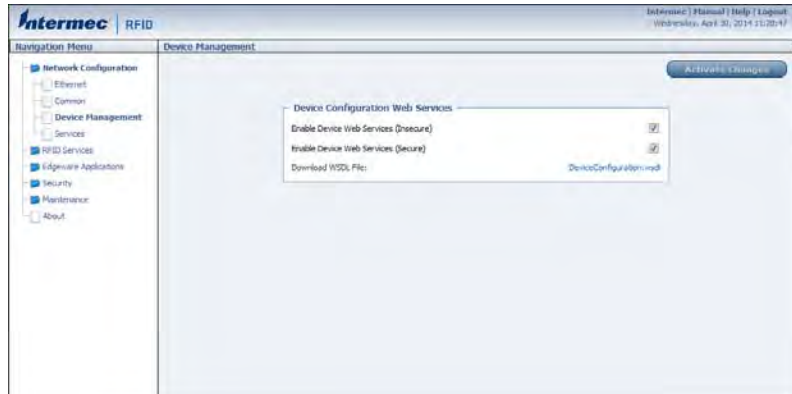 Intermec RFID
Intermec | Manual | Help | Logout
Wednesday, April 30, 2014 11:20:47
Navigation Menu
Device Management
Activate Changes
Network Configuration
Ethernet
Common
Device Management
Services
RFID Services
Edgeware Applications
Security
Maintenance
About
Device Configuration Web Services
Enable Device Web Services (Insecure)
Enable Device Web Services (Secure)
Download WSDL File:
DeviceConfiguration.wsdl